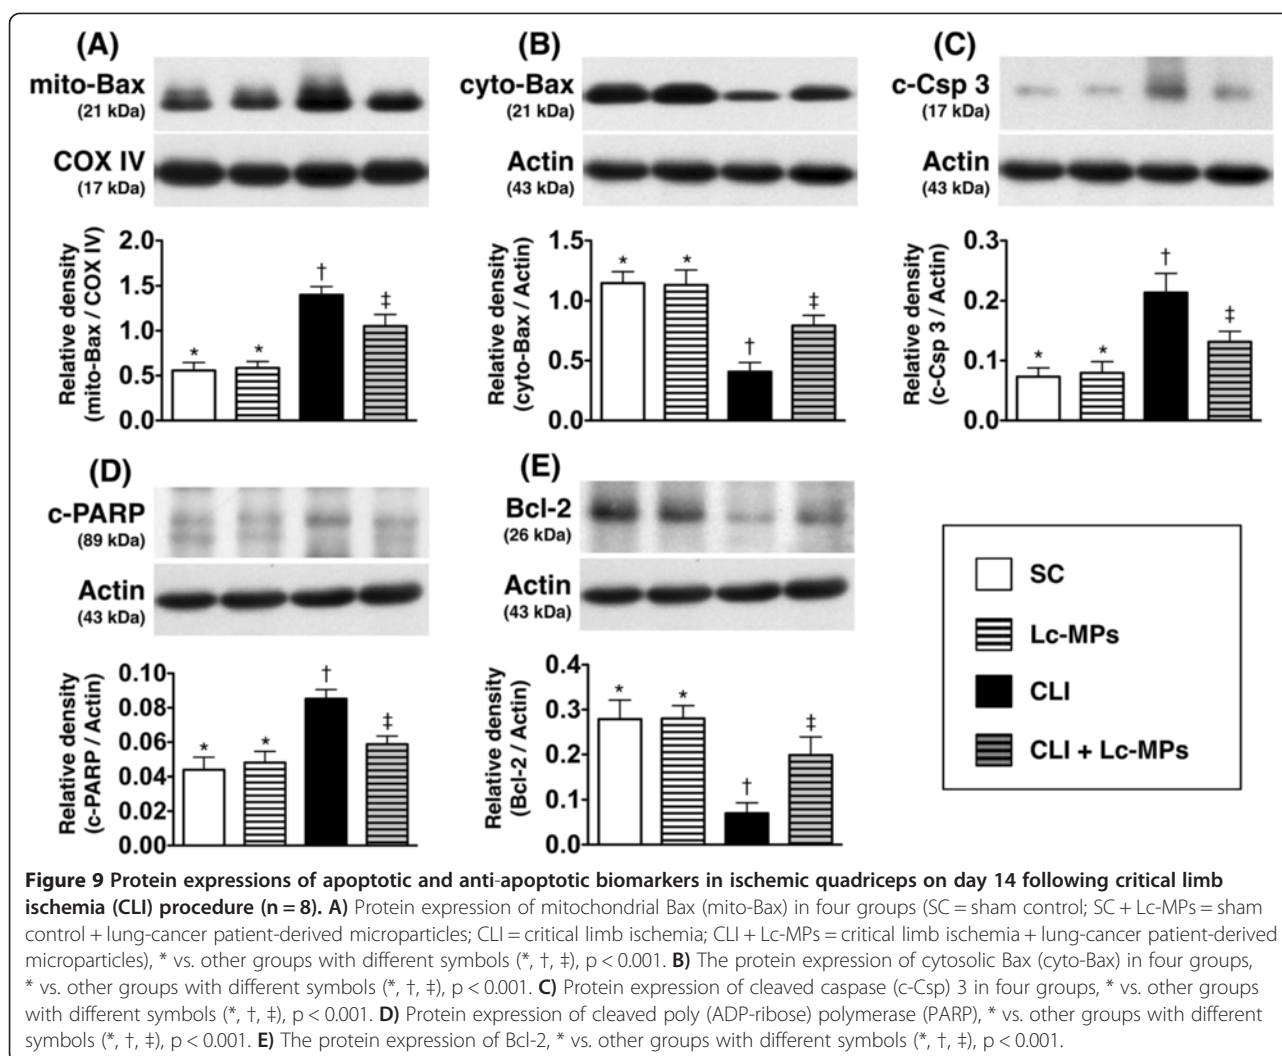 (A)
mito-Bax
(21 kDa)
COX IV
(17 kDa)
Relative density
(mito-Bax / COX IV)
2.0
1.5
1.0
0.5
0.0
*
*
†
‡
(B)
cyto-Bax
(21 kDa)
Actin
(43 kDa)
Relative density
(cyto-Bax / Actin)
1.5
1.0
0.5
0.0
*
*
†
‡
(C)
c-Csp 3
(17 kDa)
Actin
(43 kDa)
Relative density
(c-Csp 3 / Actin)
0.3
0.2
0.1
0.0
*
*
†
‡
(D)
c-PARP
(89 kDa)
Actin
(43 kDa)
Relative density
(c-PARP / Actin)
0.10
0.08
0.06
0.04
0.02
0.00
*
*
†
‡
(E)
Bcl-2
(26 kDa)
Actin
(43 kDa)
Relative density
(Bcl-2 / Actin)
0.4
0.3
0.2
0.1
0.0
*
*
†
‡
SC
Lc-MPs
CLI
CLI + Lc-MPs
Figure 9 Protein expressions of apoptotic and anti-apoptotic biomarkers in ischemic quadriceps on day 14 following critical limb
ischemia (CLI) procedure (n = 8). A) Protein expression of mitochondrial Bax (mito-Bax) in four groups (SC = sham control; SC + Lc-MPs = sham
control + lung-cancer patient-derived microparticles; CLI = critical limb ischemia; CLI + Lc-MPs = critical limb ischemia + lung-cancer patient-derived
microparticles), * vs. other groups with different symbols (*, †, ‡), p < 0.001. B) The protein expression of cytosolic Bax (cyto-Bax) in four groups,
* vs. other groups with different symbols (*, †, ‡), p < 0.001. C) Protein expression of cleaved caspase (c-Csp) 3 in four groups, * vs. other groups
with different symbols (*, †, ‡), p < 0.001. D) Protein expression of cleaved poly (ADP-ribose) polymerase (PARP), * vs. other groups with different
symbols (*, †, ‡), p < 0.001. E) The protein expression of Bcl-2, * vs. other groups with different symbols (*, †, ‡), p < 0.001.